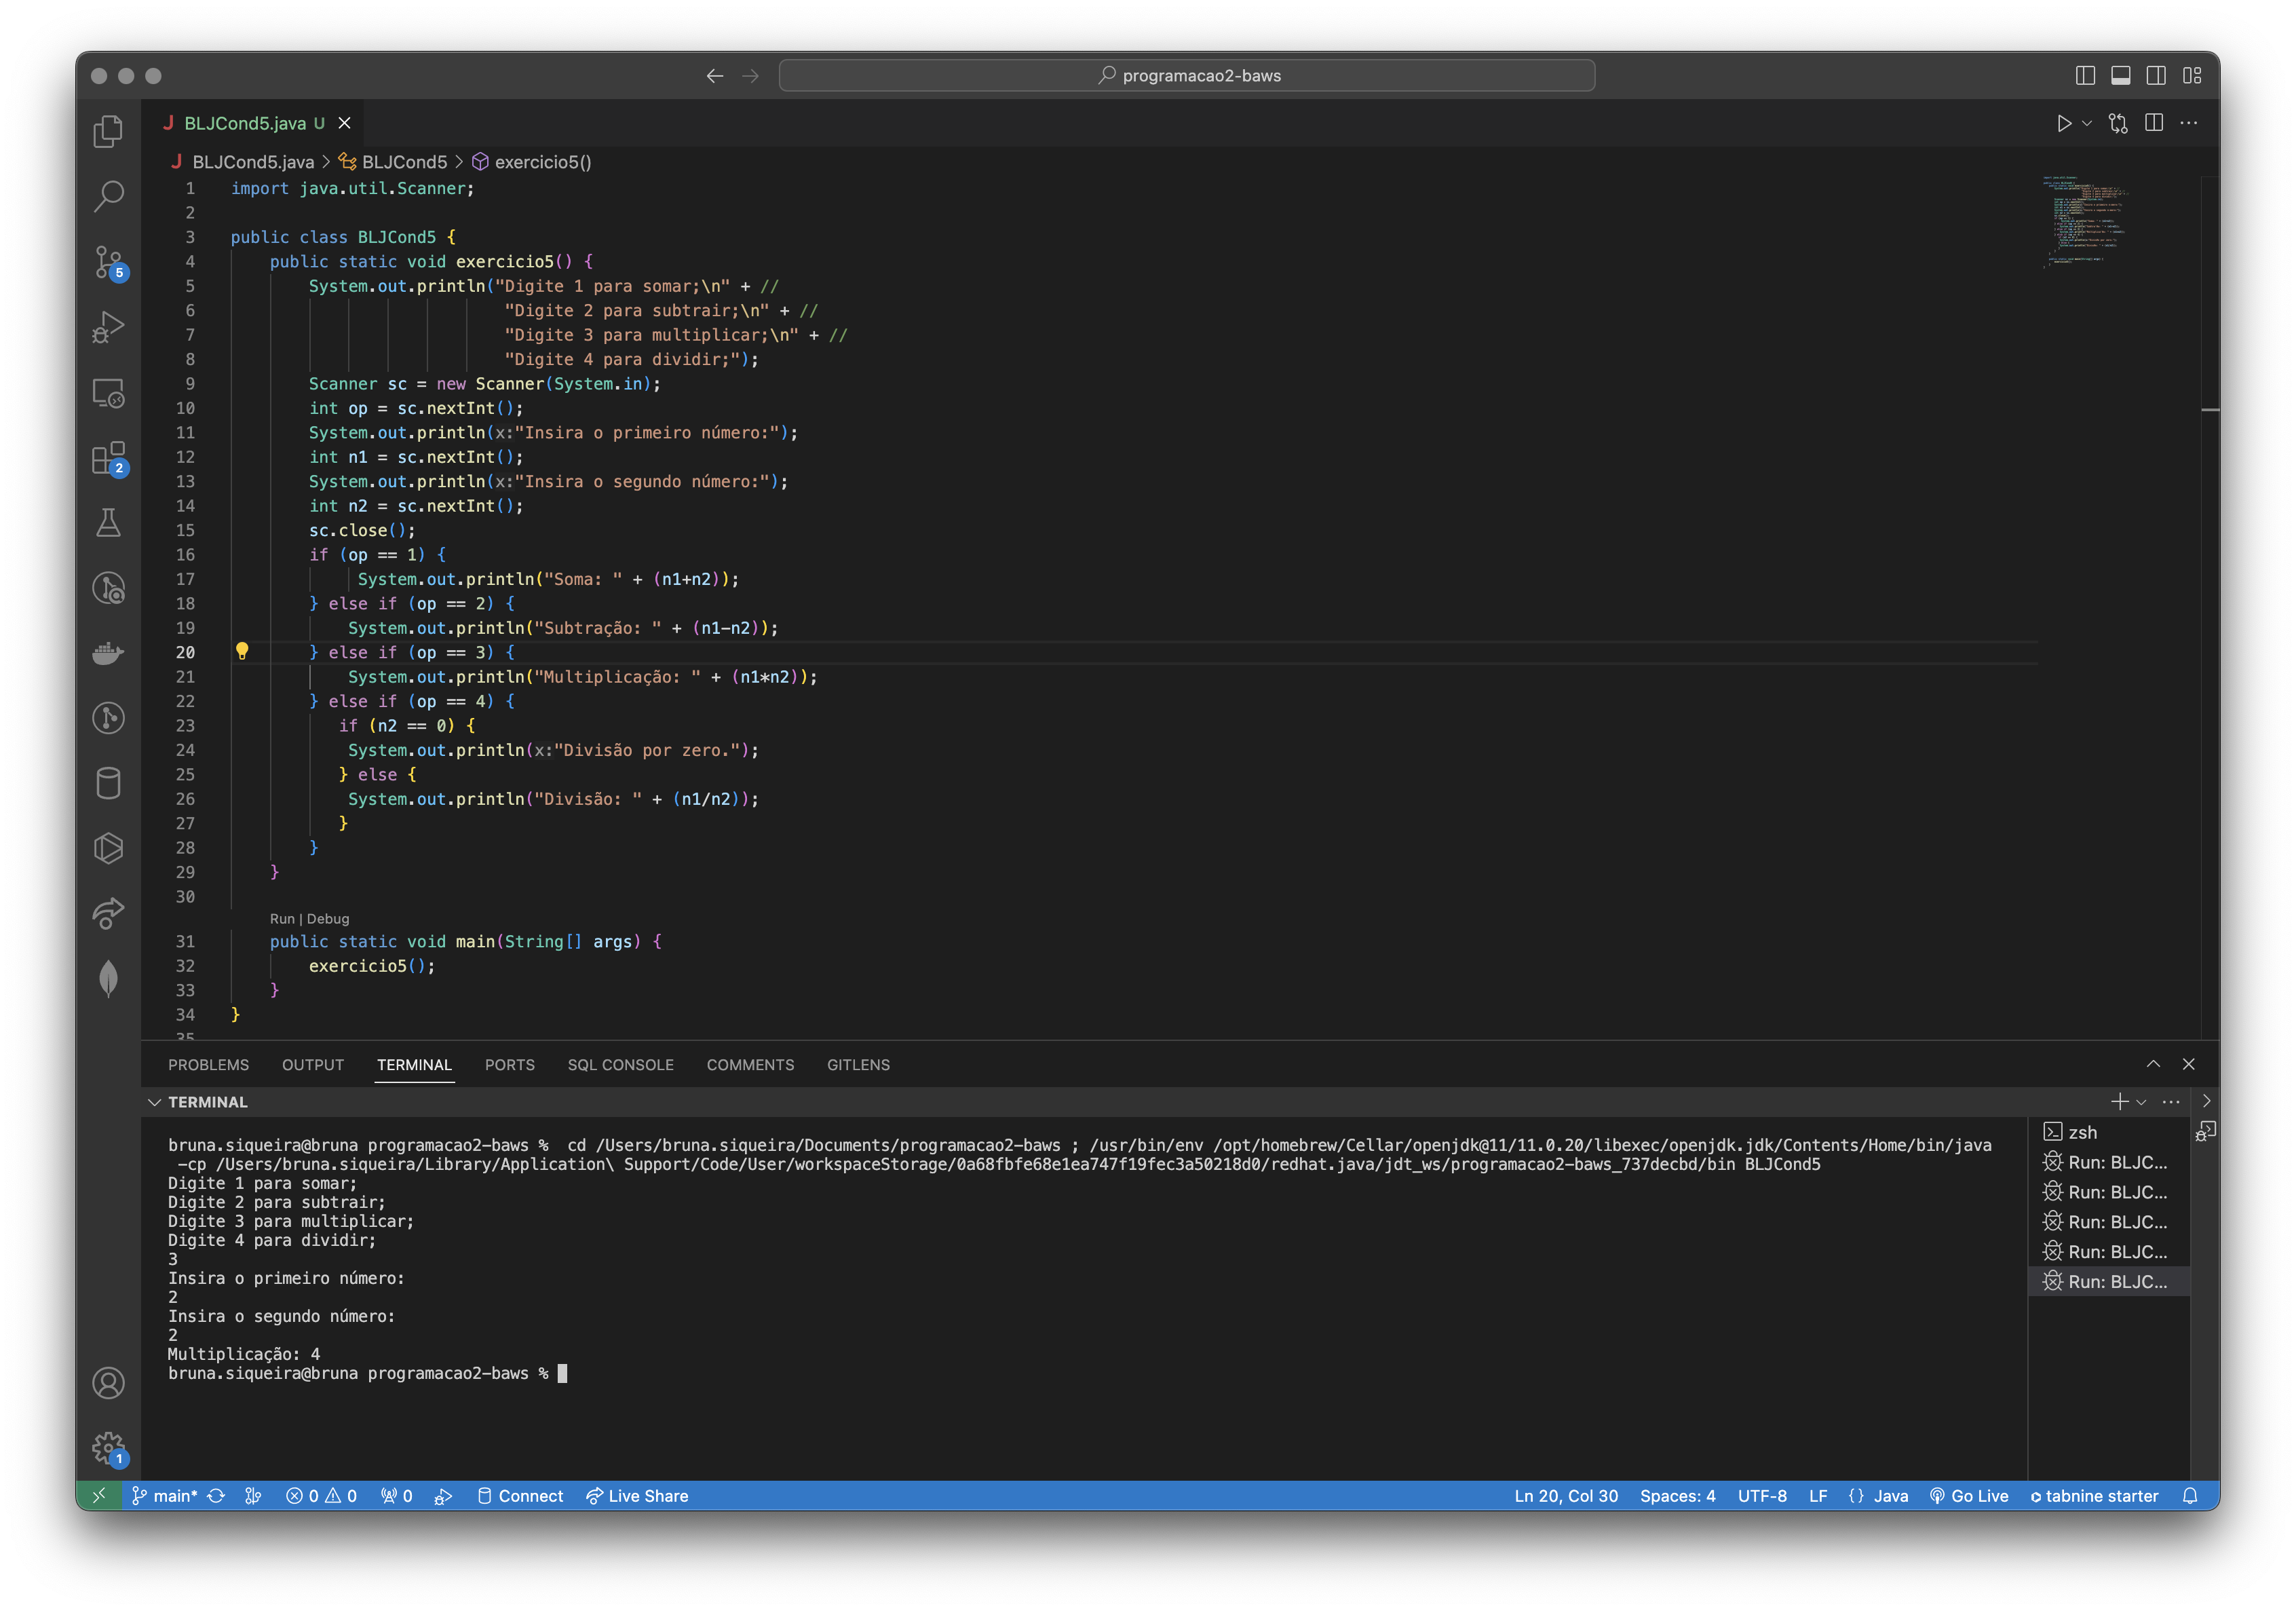 programacao2-baws
BLJCond5.java U
BLJCond5.java > BLJCond5 > exercicio5()
1 import java.util.Scanner;
2
3 public class BLJCond5 {
4 public static void exercicio5() {
5 System.out.println("Digite 1 para somar;\n" + //
6 "Digite 2 para subtrair;\n" + //
7 "Digite 3 para multiplicar;\n" + //
8 "Digite 4 para dividir;");
9 Scanner sc = new Scanner(System.in);
10 int op = sc.nextInt();
11 System.out.println(x:"Insira o primeiro número:");
12 int n1 = sc.nextInt();
13 System.out.println(x:"Insira o segundo número:");
14 int n2 = sc.nextInt();
15 sc.close();
16 if (op == 1) {
17 System.out.println("Soma: " + (n1+n2));
18 } else if (op == 2) {
19 System.out.println("Subtração: " + (n1-n2));
20 } else if (op == 3) {
21 System.out.println("Multiplicação: " + (n1*n2));
22 } else if (op == 4) {
23 if (n2 == 0) {
24 System.out.println(x:"Divisão por zero.");
25 } else {
26 System.out.println("Divisão: " + (n1/n2));
27 }
28 }
29 }
30
Run | Debug
31 public static void main(String[] args) {
32 exercicio5();
33 }
34 }
35
5
2
1
PROBLEMS OUTPUT TERMINAL PORTS SQL CONSOLE COMMENTS GITLENS
TERMINAL
bruna.siqueira@bruna programacao2-baws % cd /Users/bruna.siqueira/Documents/programacao2-baws ; /usr/bin/env /opt/homebrew/Cellar/openjdk@11/11.0.20/libexec/openjdk.jdk/Contents/Home/bin/java
-cp /Users/bruna.siqueira/Library/Application\ Support/Code/User/workspaceStorage/0a68fbfe68e1ea747f19fec3a50218d0/redhat.java/jdt_ws/programacao2-baws_737decbd/bin BLJCond5
Digite 1 para somar;
Digite 2 para subtrair;
Digite 3 para multiplicar;
Digite 4 para dividir;
3
Insira o primeiro número:
2
Insira o segundo número:
2
Multiplicação: 4
bruna.siqueira@bruna programacao2-baws %
zsh
Run: BLJC...
Run: BLJC...
Run: BLJC...
Run: BLJC...
Run: BLJC...
main* 0 0 0 Connect Live Share Ln 20, Col 30 Spaces: 4 UTF-8 LF {} Java Go Live tabnine starter